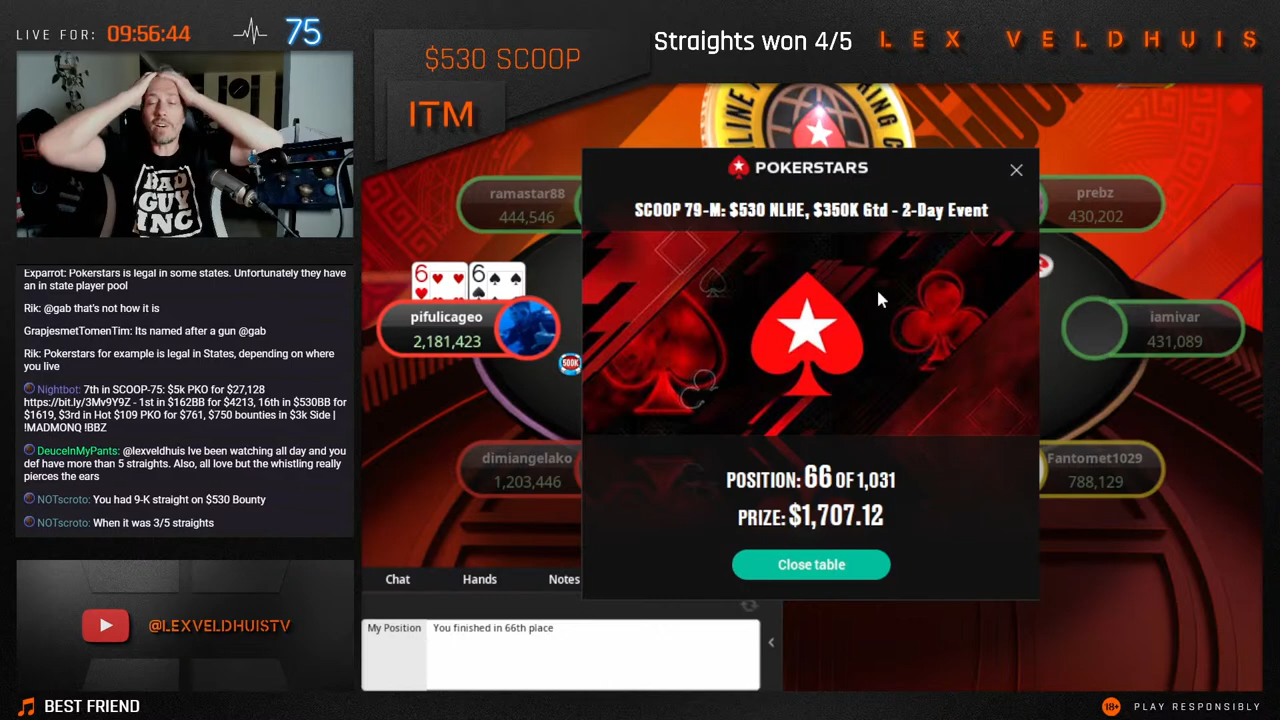 LIVE FOR: 09:56:44 75
$530 SCOOP
ITM
Straights won 4/5
LEX VELDHUIS
BAD
GUY
INC
Exparrot: Pokerstars is legal in some states. Unfortunately they have
an in state player pool
Rik: @gab that's not how it is
GrapjesmetTomenTim: Its named after a gun @gab
Rik: Pokerstars for example is legal in States, depending on where
you live
Nightbot: 7th in SCOOP-75: $5k PKO for $27,128
https://bit.ly/3Mv9Y9Z - 1st in $162BB for $4213, 16th in $530BB for
$1619, $3rd in Hot $109 PKO for $761, $750 bounties in $3k Side |
!MADMONQ !BBZ
DeuceInMyPants: @lexveldhuis Ive been watching all day and you
def have more than 5 straights. Also, all love but the whistling really
pierces the ears
NOTscroto: You had 9-K straight on $530 Bounty
NOTscroto: When it was 3/5 straights
@LEXVELDHUISTV
BEST FRIEND
ramastar88
444,546
6 6
pifulicageo
2,181,423
500K
dimiangelako
1,203,446
prebz
430,202
iamivar
431,089
Fantomet1029
788,129
POKERSTARS
SCOOP 79-M: $530 NLHE, $350K Gtd - 2-Day Event
POSITION: 66 OF 1,031
PRIZE: $1,707.12
Close table
Chat Hands Notes
My Position You finished in 66th place
18+ PLAY RESPONSIBLY